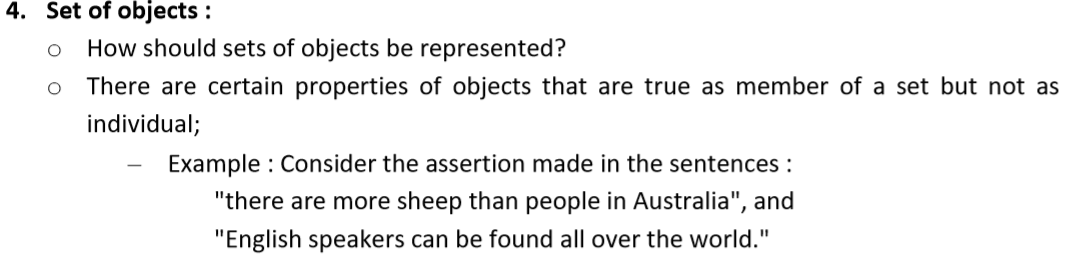 4. Set of objects :
o How should sets of objects be represented?
o There are certain properties of objects that are true as member of a set but not as
individual;
− Example : Consider the assertion made in the sentences :
"there are more sheep than people in Australia", and
"English speakers can be found all over the world."